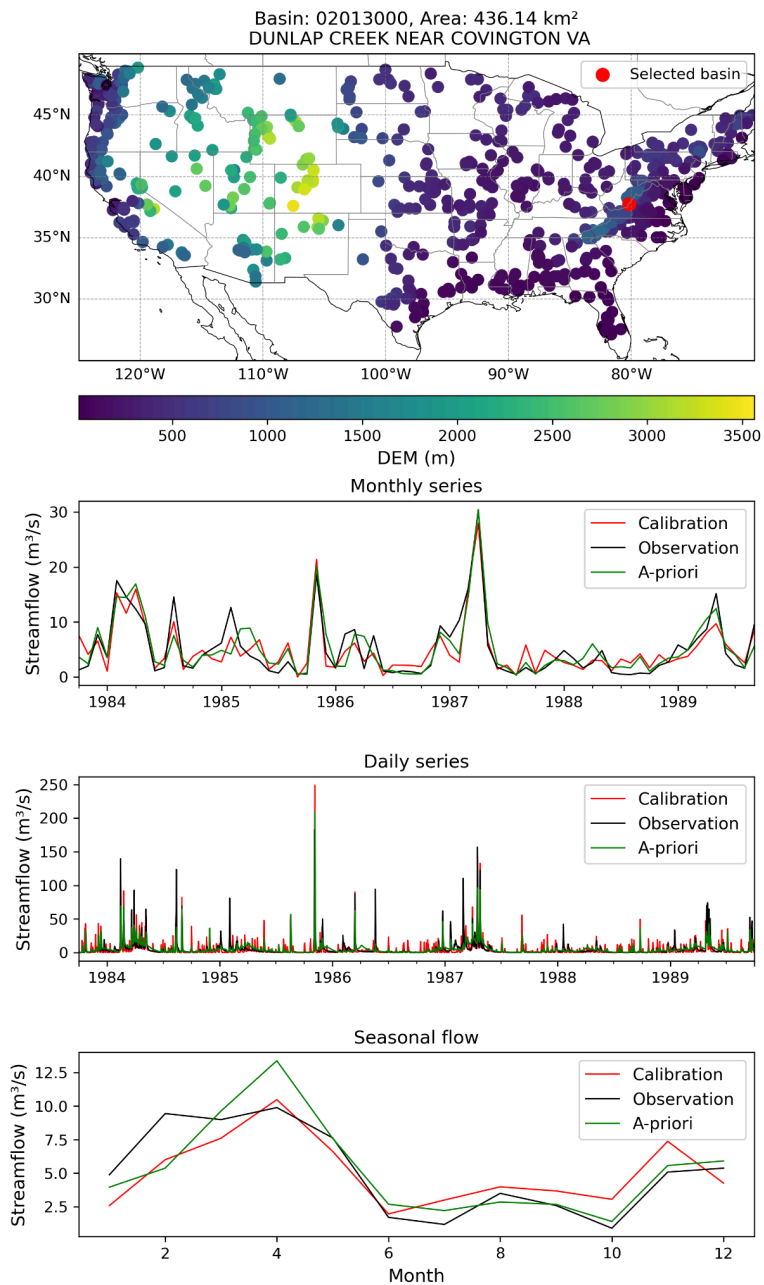 Basin: 02013000, Area: 436.14 km²
DUNLAP CREEK NEAR COVINGTON VA
Selected basin
45°N
40°N
35°N
30°N
120°W 110°W 100°W 90°W 80°W
500 1000 1500 2000 2500 3000 3500
DEM (m)
Monthly series
Streamflow (m³/s)
30
20
10
0
Calibration
Observation
A-priori
1984 1985 1986 1987 1988 1989
Daily series
Streamflow (m³/s)
250
200
150
100
50
0
Calibration
Observation
A-priori
1984 1985 1986 1987 1988 1989
Seasonal flow
Streamflow (m³/s)
12.5
10.0
7.5
5.0
2.5
Calibration
Observation
A-priori
2 4 6 8 10 12
Month